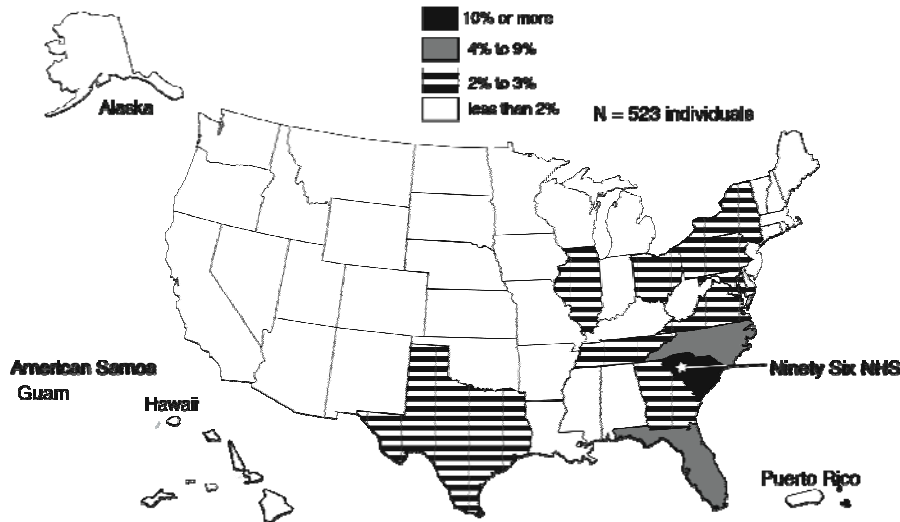 10% or more
4% to 9%
2% to 3%
less than 2%
N = 523 individuals
Alaska
American Samoa
Guam
Hawaii
Ninety Six NHS
Puerto Rico